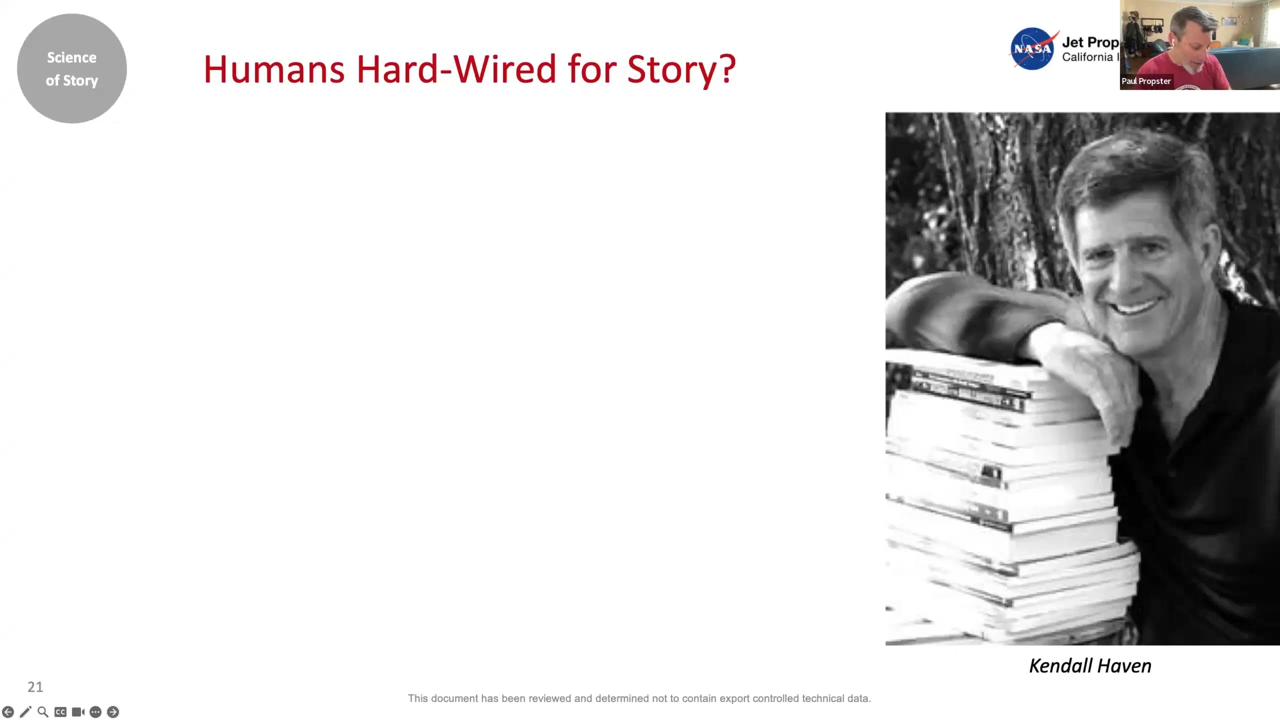 Science
of Story
Humans Hard-Wired for Story?
NASA
Jet Prop
California I
Paul Propster
Kendall Haven
21
This document has been reviewed and determined not to contain export controlled technical data.
CC